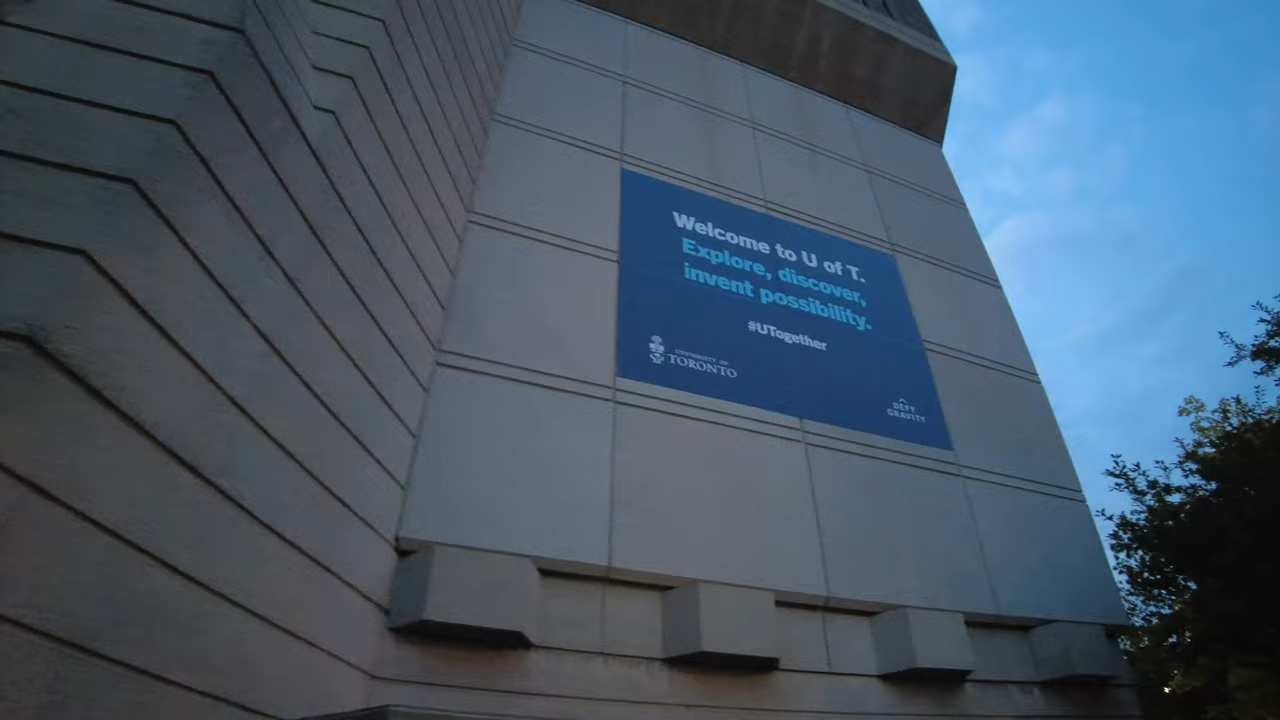 Welcome to U of T.
Explore, discover,
invent possibility.
#UTogether
UNIVERSITY OF
TORONTO
DEFY
GRAVITY